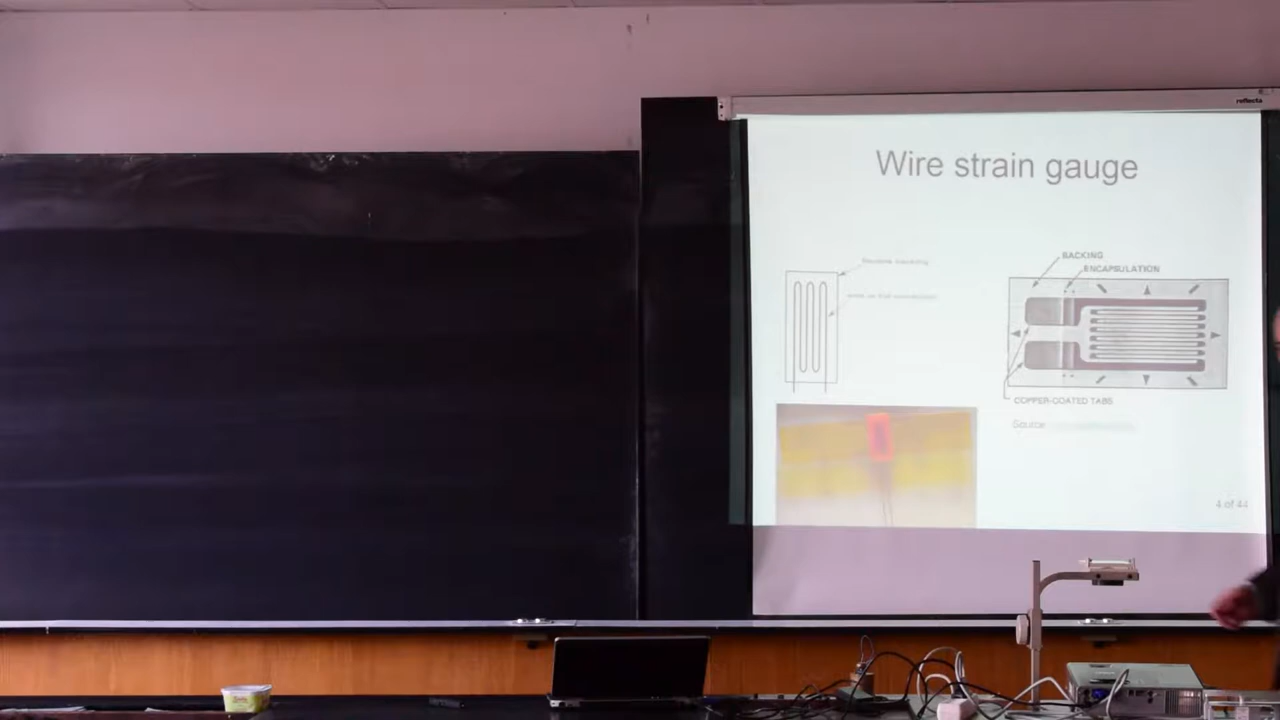 reflecta
Wire strain gauge
BACKING
ENCAPSULATION
COPPER-COATED TABS
Source:
4 of 44